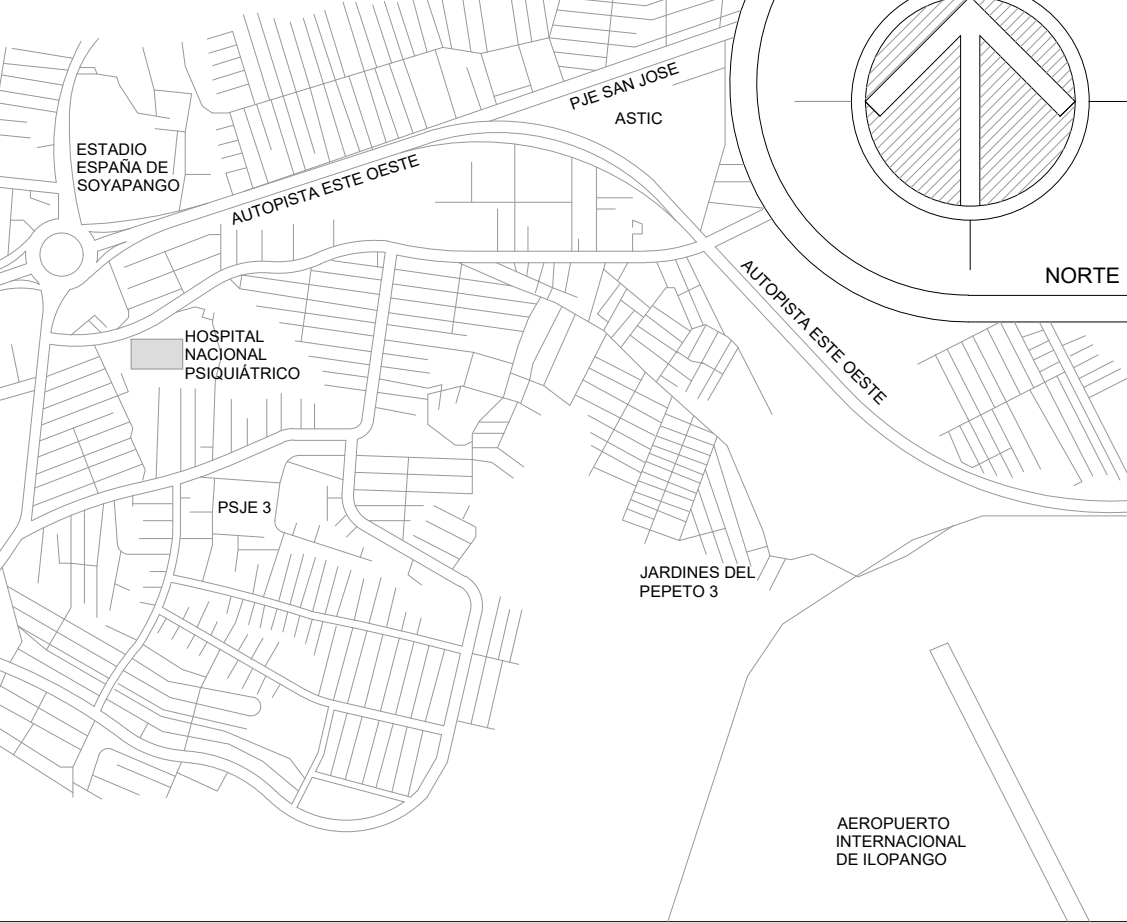 PJE SAN JOSE
ASTIC
ESTADIO
ESPAÑA DE
SOYAPANGO
AUTOPISTA ESTE OESTE
NORTE
AUTOPISTA ESTE OESTE
HOSPITAL
NACIONAL
PSIQUIÁTRICO
PSJE 3
JARDINES DEL
PEPETO 3
AEROPUERTO
INTERNACIONAL
DE ILOPANGO